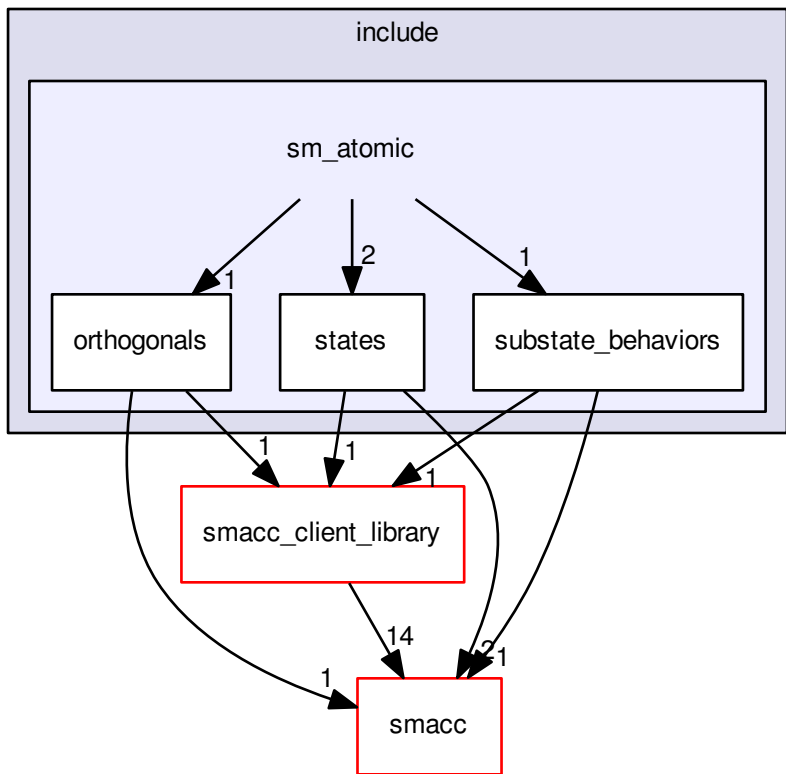 include
sm_atomic
1
2
1
orthogonals
states
substate_behaviors
1
1
1
smacc_client_library
14
2
1
1
smacc